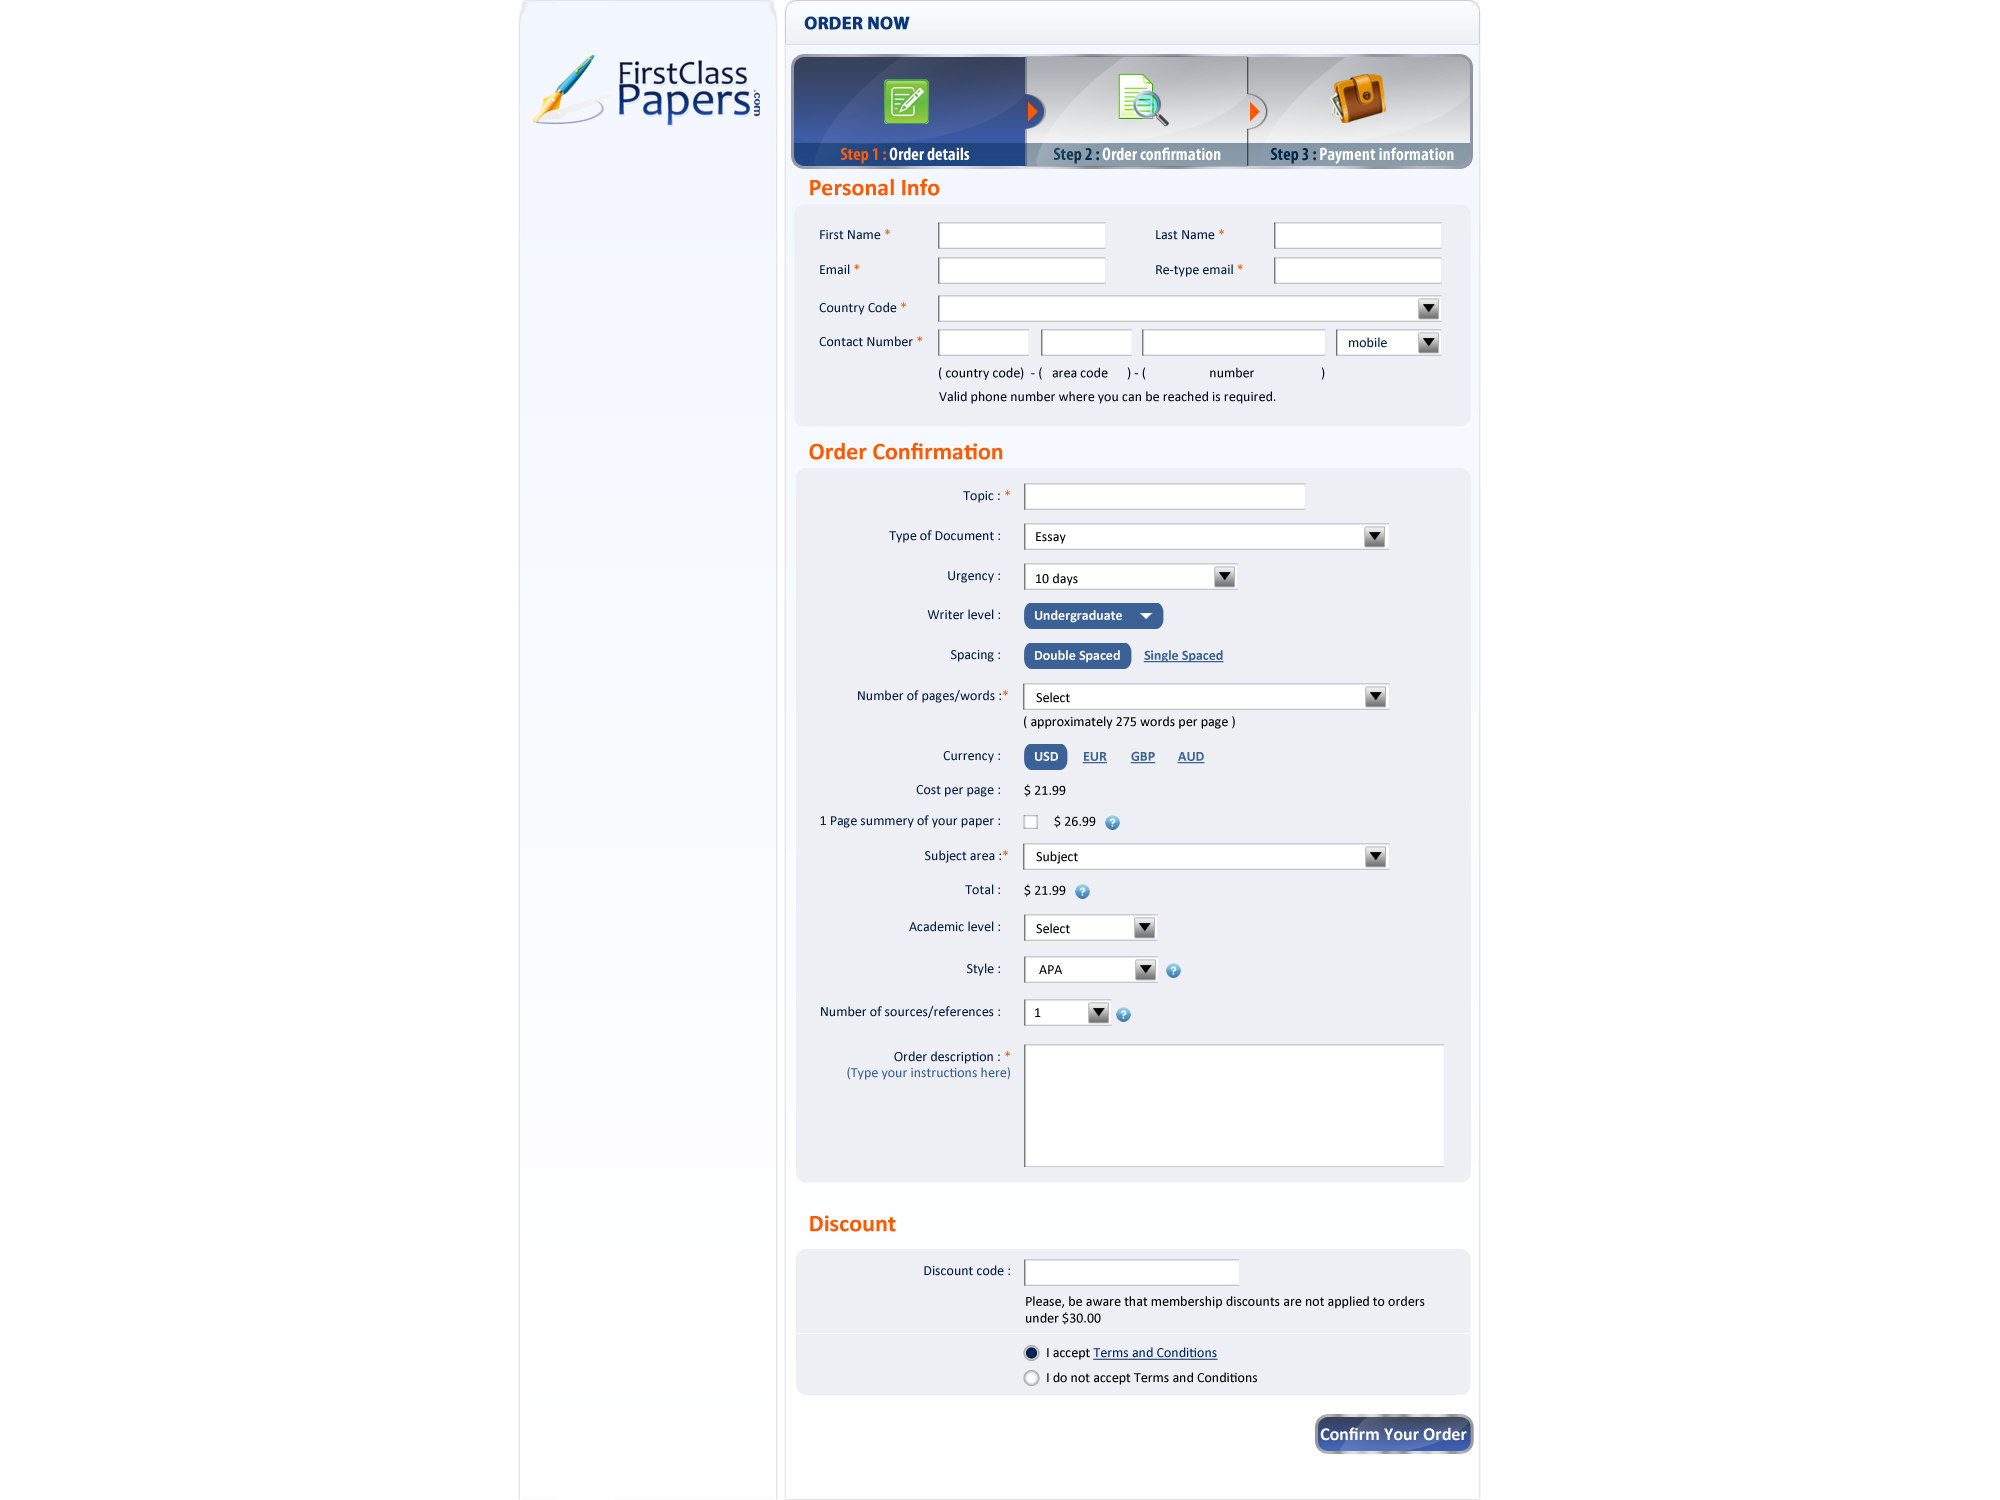 FirstClass
Papers.com
ORDER NOW
Step 1 : Order details
Step 2 : Order confirmation
Step 3 : Payment information
Personal Info
First Name *
Last Name *
Email *
Re-type email *
Country Code *
Contact Number *
mobile
( country code) - ( area code ) - ( number )
Valid phone number where you can be reached is required.
Order Confirmation
Topic : *
Type of Document : Essay
Urgency : 10 days
Writer level : Undergraduate
Spacing : Double Spaced Single Spaced
Number of pages/words :* Select
( approximately 275 words per page )
Currency : USD EUR GBP AUD
Cost per page : $ 21.99
1 Page summery of your paper : $ 26.99 ?
Subject area :* Subject
Total : $ 21.99 ?
Academic level : Select
Style : APA ?
Number of sources/references : 1 ?
Order description : *
(Type your instructions here)
Discount
Discount code :
Please, be aware that membership discounts are not applied to orders
under $30.00
I accept Terms and Conditions
I do not accept Terms and Conditions
Confirm Your Order